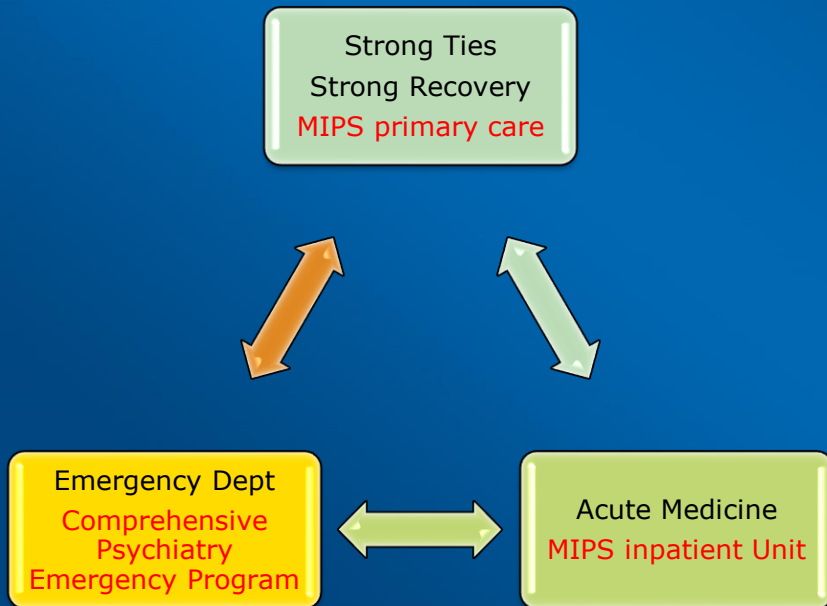 Strong Ties
Strong Recovery
MIPS primary care
Emergency Dept
Comprehensive
Psychiatry
Emergency Program
Acute Medicine
MIPS inpatient Unit